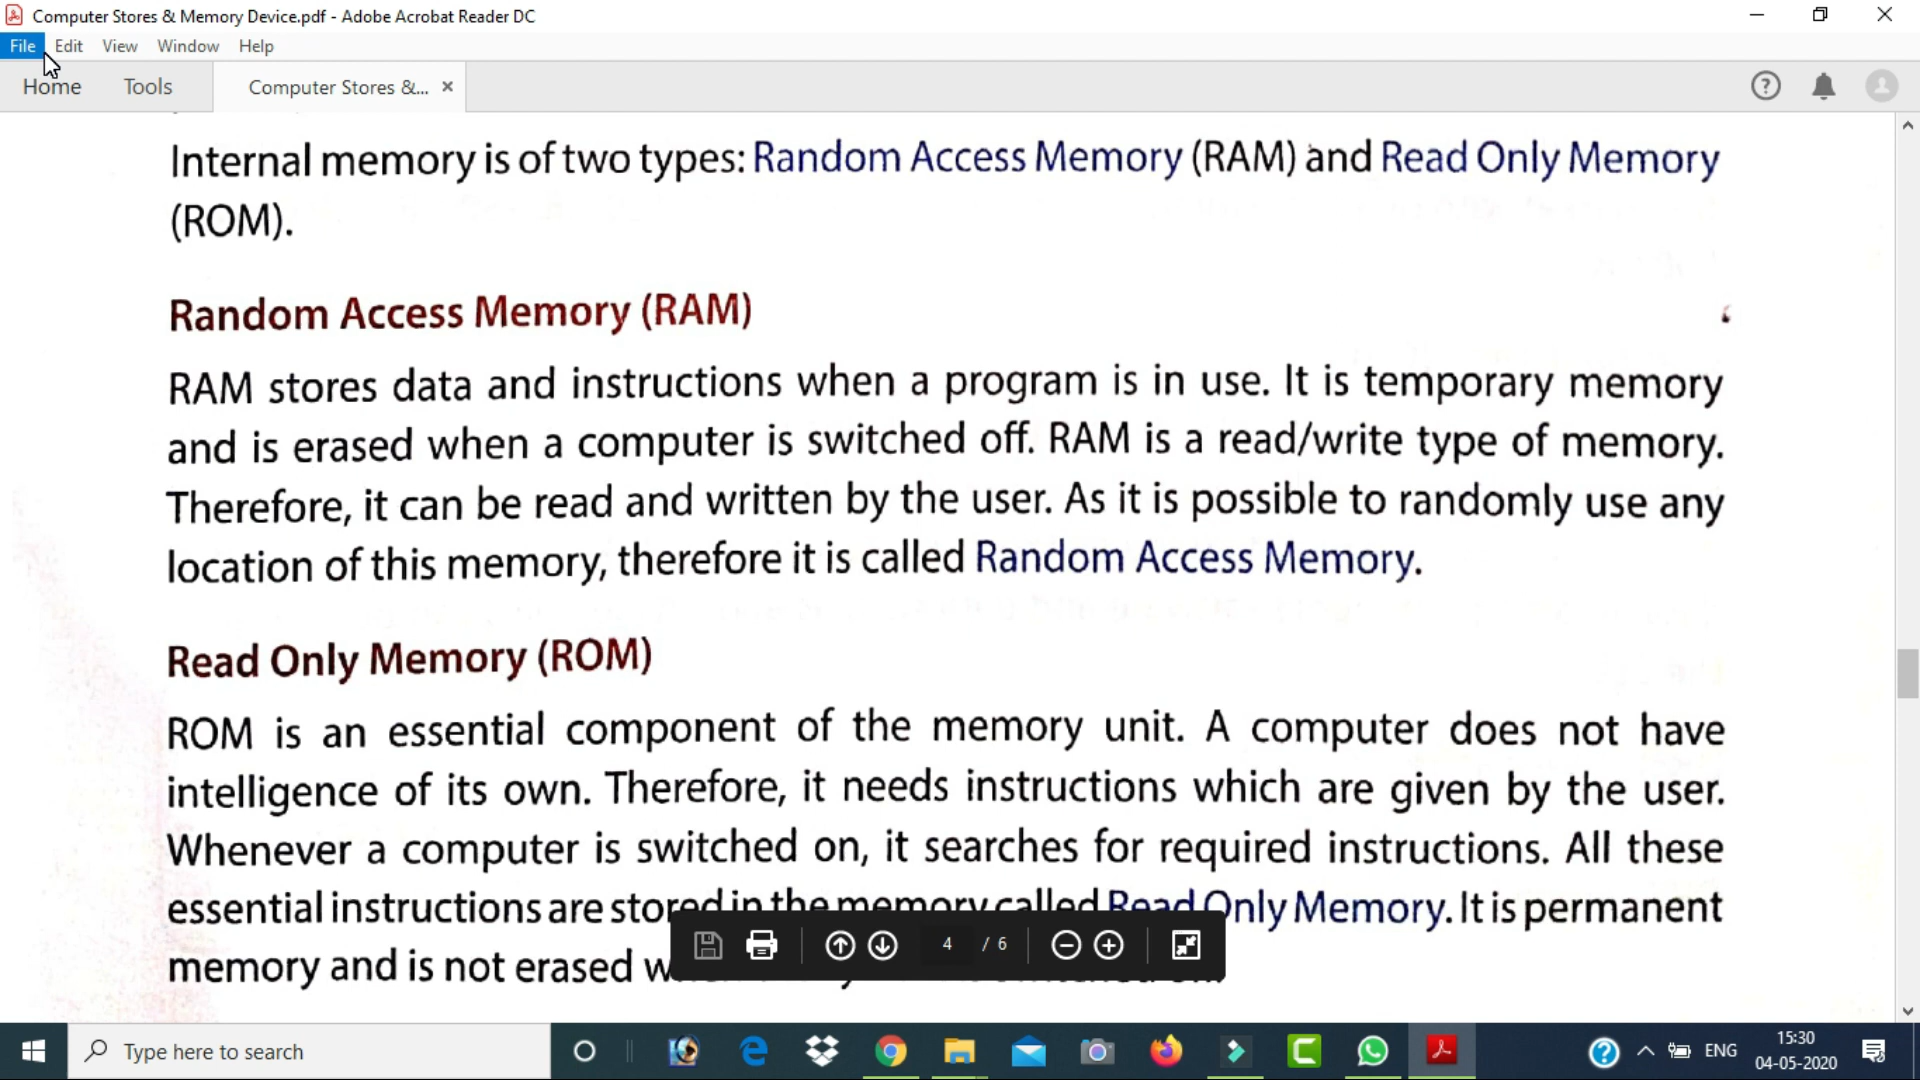 Computer Stores & Memory Device.pdf - Adobe Acrobat Reader DC
File Edit View Window Help
Home Tools Computer Stores &...
Internal memory is of two types: Random Access Memory (RAM) and Read Only Memory
(ROM).
Random Access Memory (RAM)
RAM stores data and instructions when a program is in use. It is temporary memory
and is erased when a computer is switched off. RAM is a read/write type of memory.
Therefore, it can be read and written by the user. As it is possible to randomly use any
location of this memory, therefore it is called Random Access Memory.
Read Only Memory (ROM)
ROM is an essential component of the memory unit. A computer does not have
intelligence of its own. Therefore, it needs instructions which are given by the user.
Whenever a computer is switched on, it searches for required instructions. All these
essential instructions are stored in the memory called Read Only Memory. It is permanent
memory and is not erased
4 / 6
Type here to search
ENG
15:30
04-05-2020